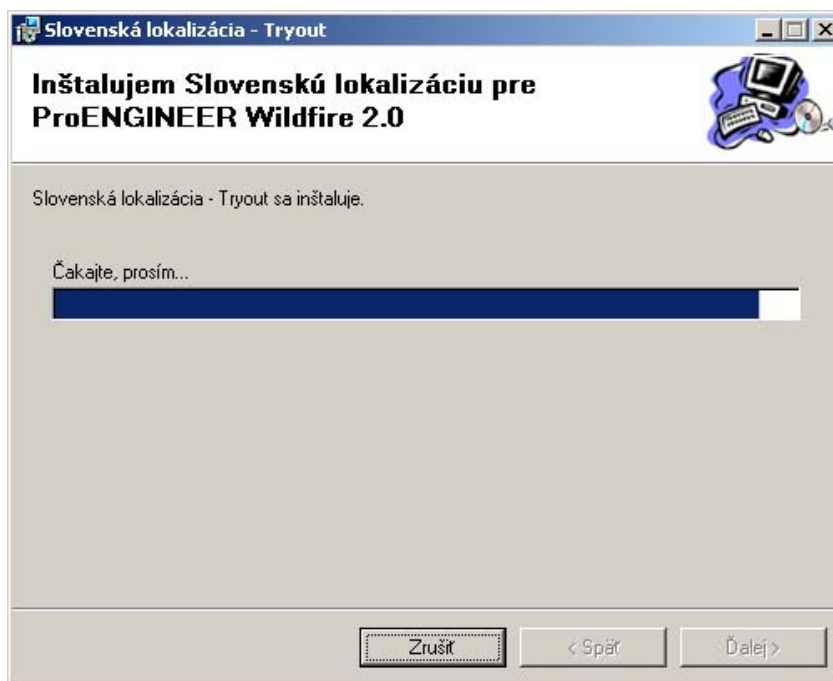 Slovenská lokalizácia - Tryout
Inštalujem Slovenskú lokalizáciu pre
ProENGINEER Wildfire 2.0
Slovenská lokalizácia - Tryout sa inštaluje.
Čakajte, prosím...
Zrušiť
< Späť
Ďalej >